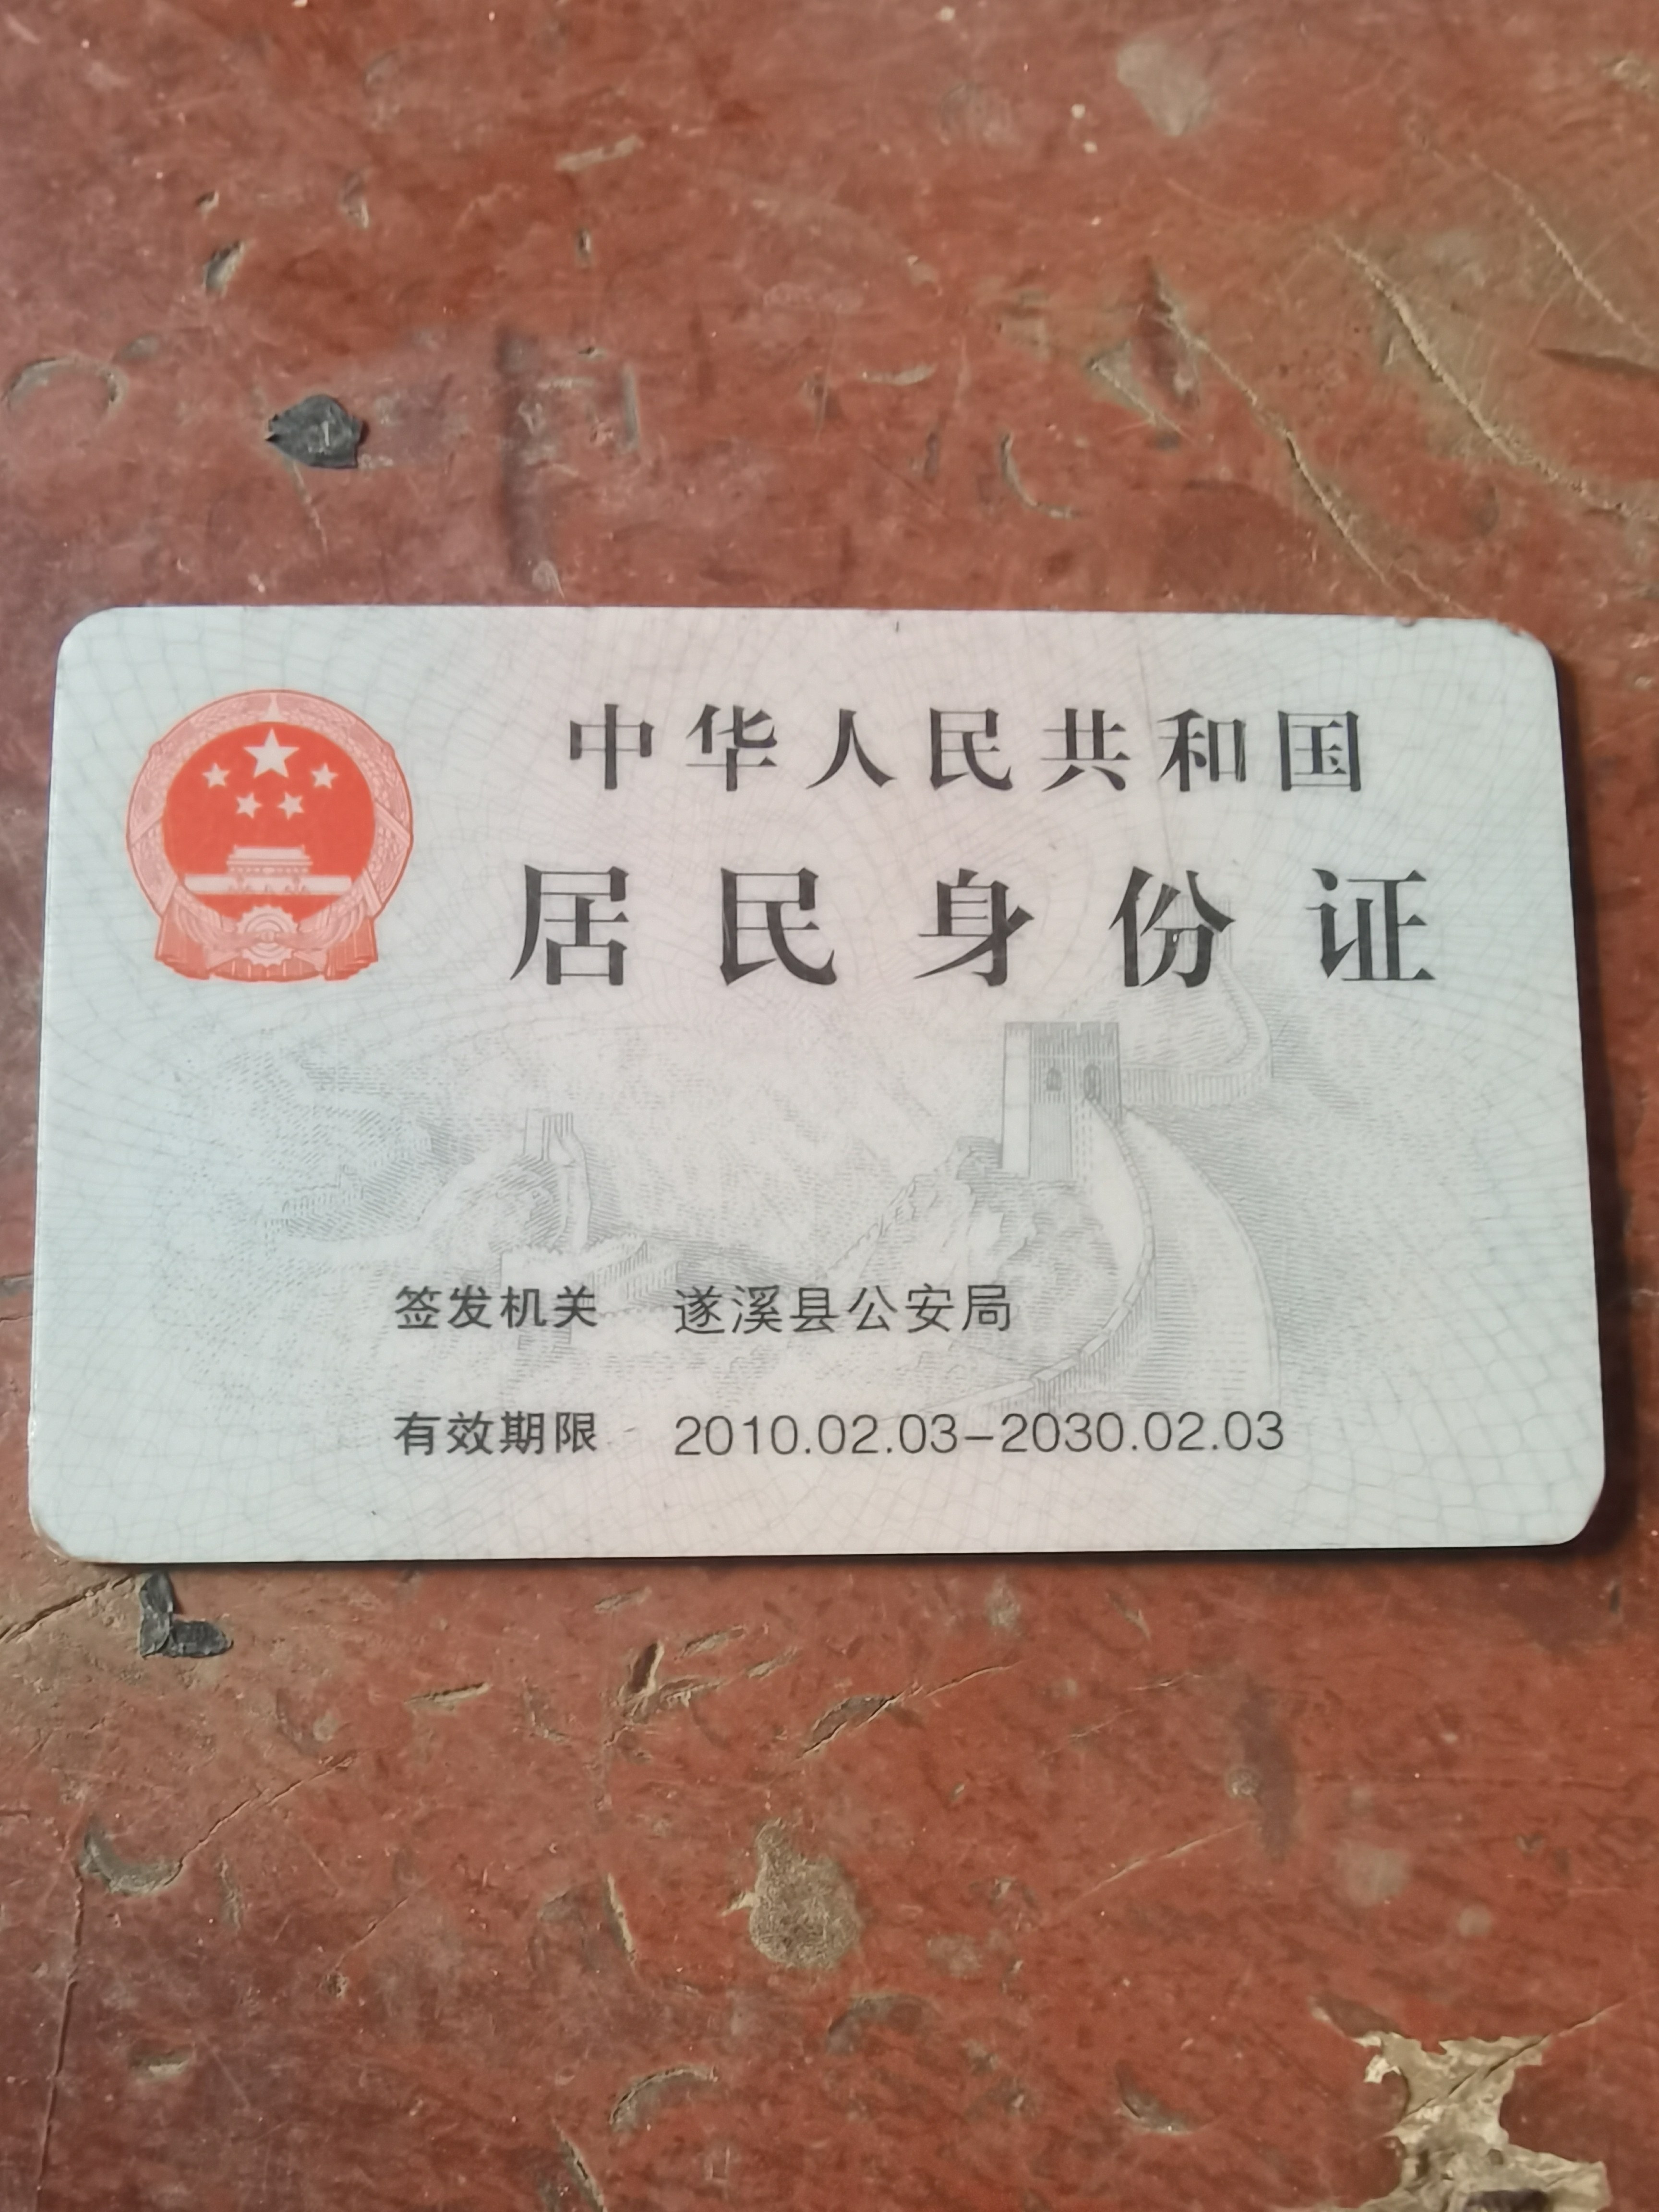 中华人民共和国
居民身份证
签发机关 遂溪县公安局
有效期限 2010.02.03-2030.02.03